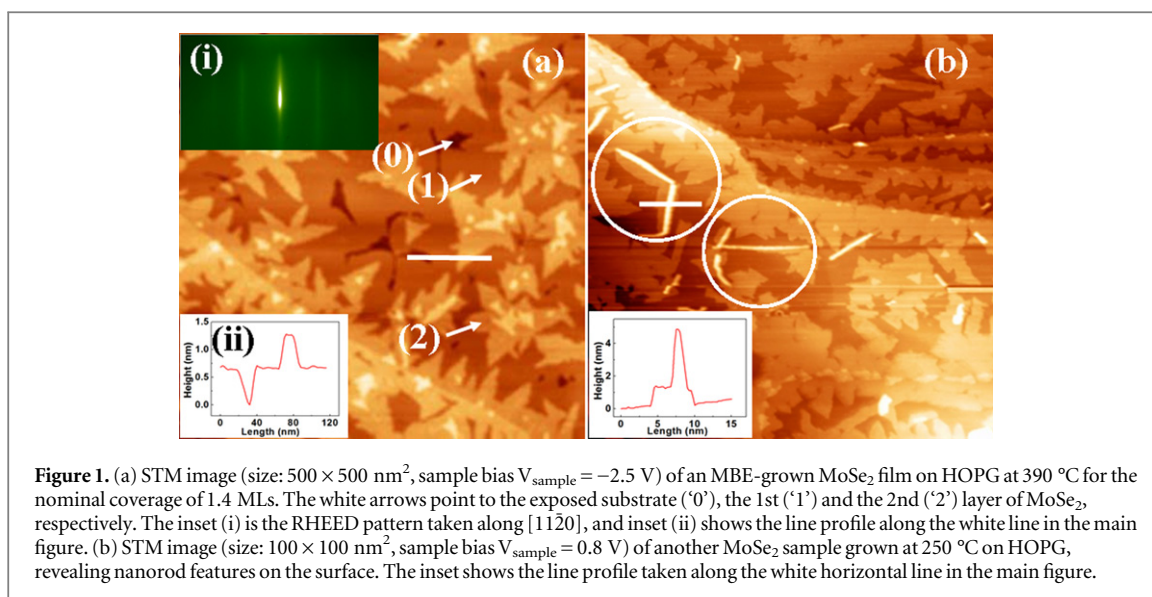 (i)
(a)
(b)
(0)
(1)
(2)
(ii)
1.5
1.0
0.5
0.0
Height (nm)
0 40 80 120
Length (nm)
4
2
0
Height (nm)
0 5 10 15
Length (nm)
Figure 1. (a) STM image (size: 500 × 500 nm², sample bias Vsample = −2.5 V) of an MBE-grown MoSe₂ film on HOPG at 390 °C for the
nominal coverage of 1.4 MLs. The white arrows point to the exposed substrate (‘0’), the 1st (‘1’) and the 2nd (‘2’) layer of MoSe₂,
respectively. The inset (i) is the RHEED pattern taken along [112̄0], and inset (ii) shows the line profile along the white line in the main
figure. (b) STM image (size: 100 × 100 nm², sample bias Vsample = 0.8 V) of another MoSe₂ sample grown at 250 °C on HOPG,
revealing nanorod features on the surface. The inset shows the line profile taken along the white horizontal line in the main figure.